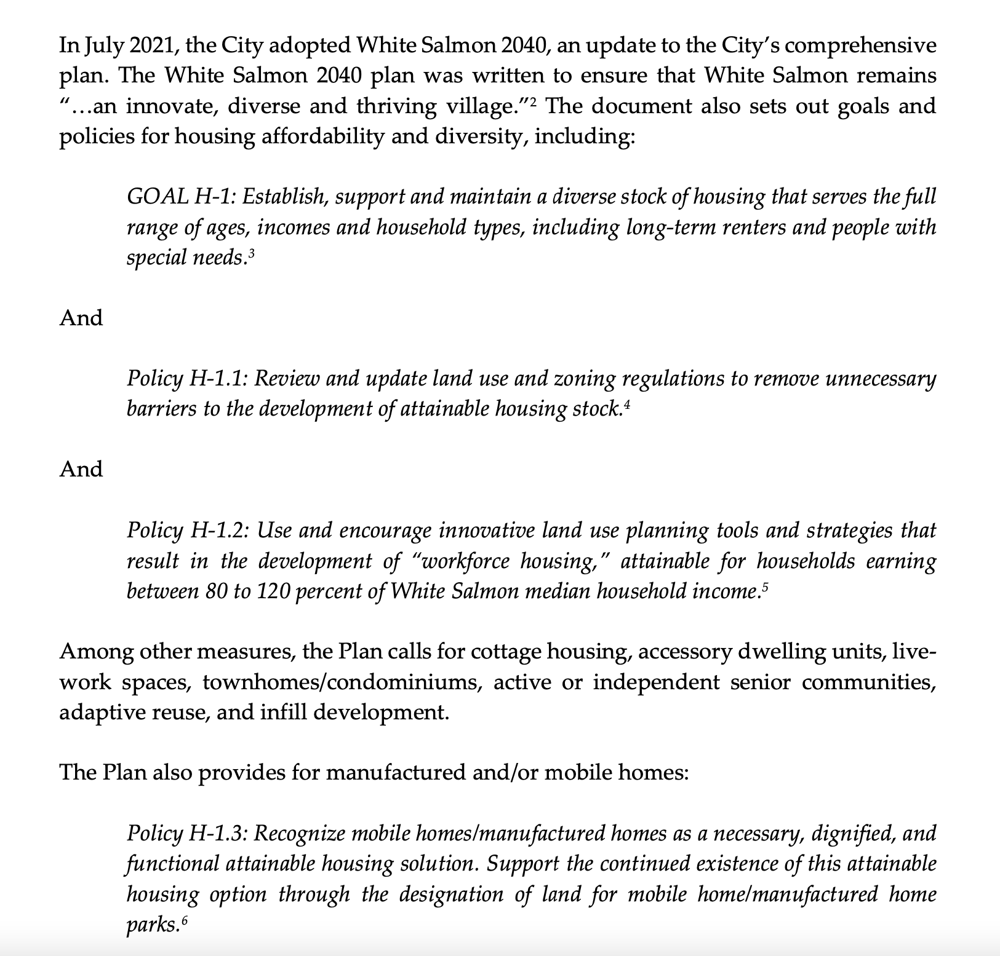 In July 2021, the City adopted White Salmon 2040, an update to the City’s comprehensive
plan. The White Salmon 2040 plan was written to ensure that White Salmon remains
“…an innovate, diverse and thriving village.”² The document also sets out goals and
policies for housing affordability and diversity, including:
GOAL H-1: Establish, support and maintain a diverse stock of housing that serves the full
range of ages, incomes and household types, including long-term renters and people with
special needs.³
And
Policy H-1.1: Review and update land use and zoning regulations to remove unnecessary
barriers to the development of attainable housing stock.⁴
And
Policy H-1.2: Use and encourage innovative land use planning tools and strategies that
result in the development of “workforce housing,” attainable for households earning
between 80 to 120 percent of White Salmon median household income.⁵
Among other measures, the Plan calls for cottage housing, accessory dwelling units, live-
work spaces, townhomes/condominiums, active or independent senior communities,
adaptive reuse, and infill development.
The Plan also provides for manufactured and/or mobile homes:
Policy H-1.3: Recognize mobile homes/manufactured homes as a necessary, dignified, and
functional attainable housing solution. Support the continued existence of this attainable
housing option through the designation of land for mobile home/manufactured home
parks.⁶